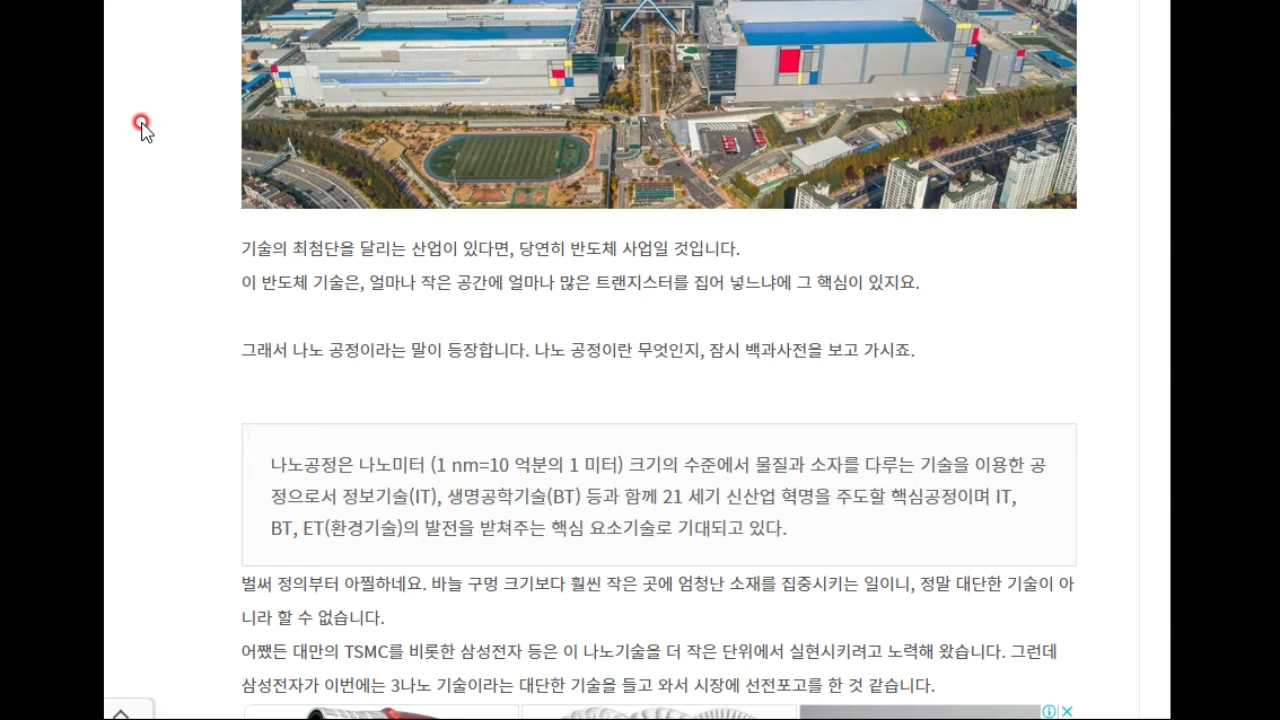 기술의 최첨단을 달리는 산업이 있다면, 당연히 반도체 사업일 것입니다.
이 반도체 기술은, 얼마나 작은 공간에 얼마나 많은 트랜지스터를 집어 넣느냐에 그 핵심이 있지요.
그래서 나노 공정이라는 말이 등장합니다. 나노 공정이란 무엇인지, 잠시 백과사전을 보고 가시죠.
나노공정은 나노미터 (1 nm=10 억분의 1 미터) 크기의 수준에서 물질과 소자를 다루는 기술을 이용한 공
정으로서 정보기술(IT), 생명공학기술(BT) 등과 함께 21 세기 신산업 혁명을 주도할 핵심공정이며 IT,
BT, ET(환경기술)의 발전을 받쳐주는 핵심 요소기술로 기대되고 있다.
벌써 정의부터 아찔하네요. 바늘 구멍 크기보다 훨씬 작은 곳에 엄청난 소재를 집중시키는 일이니, 정말 대단한 기술이 아
니라 할 수 없습니다.
어쨌든 대만의 TSMC를 비롯한 삼성전자 등은 이 나노기술을 더 작은 단위에서 실현시키려고 노력해 왔습니다. 그런데
삼성전자가 이번에는 3나노 기술이라는 대단한 기술을 들고 와서 시장에 선전포고를 한 것 같습니다.